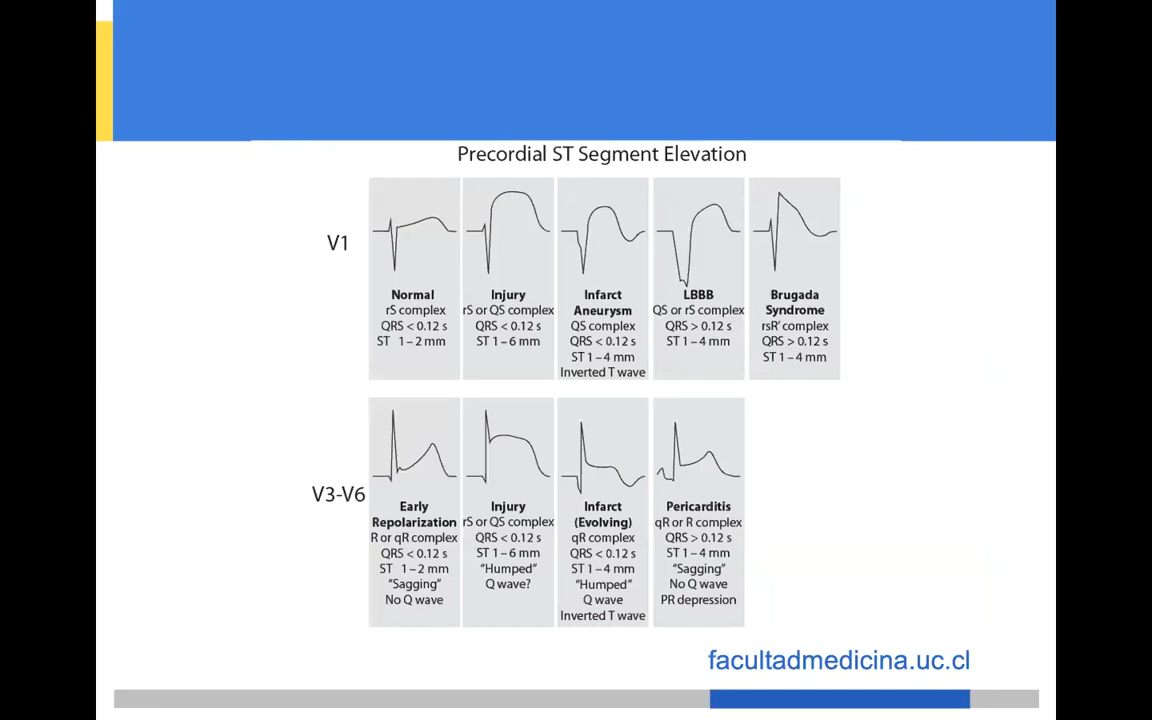 Precordial ST Segment Elevation
V1
Normal
rS complex
QRS < 0.12 s
ST 1 – 2 mm
Injury
rS or QS complex
QRS < 0.12 s
ST 1 – 6 mm
Infarct
Aneurysm
QS complex
QRS < 0.12 s
ST 1 – 4 mm
Inverted T wave
LBBB
QS or rS complex
QRS > 0.12 s
ST 1 – 4 mm
Brugada
Syndrome
rsR' complex
QRS > 0.12 s
ST 1 – 4 mm
V3-V6
Early
Repolarization
R or qR complex
QRS < 0.12 s
ST 1 – 2 mm
“Sagging”
No Q wave
Injury
rS or QS complex
QRS < 0.12 s
ST 1 – 6 mm
“Humped”
Q wave?
Infarct
(Evolving)
qR complex
QRS < 0.12 s
ST 1 – 4 mm
“Humped”
Q wave
Inverted T wave
Pericarditis
qR or R complex
QRS > 0.12 s
ST 1 – 4 mm
“Sagging”
No Q wave
PR depression
facultadmedicina.uc.cl